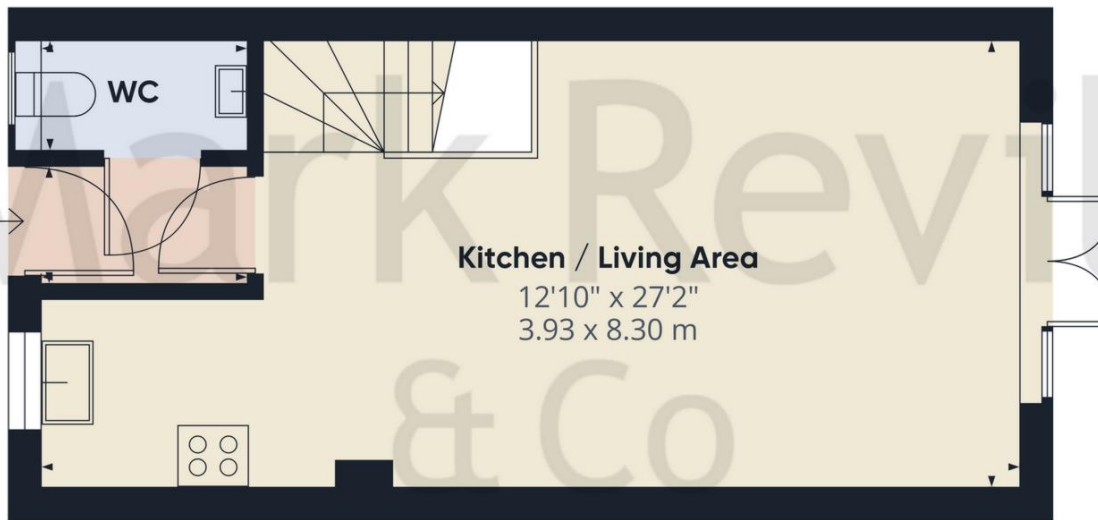 WC
Kitchen / Living Area
12'10" x 27'2"
3.93 x 8.30 m
Mark Revil
& Co